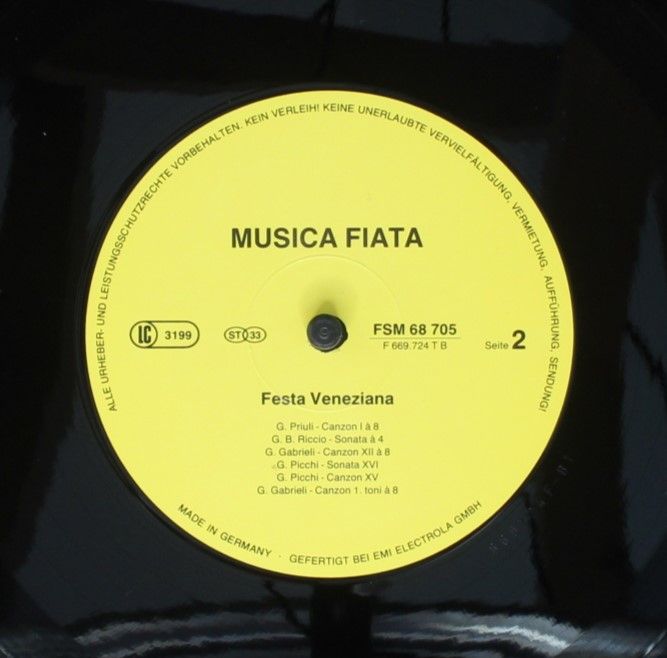 ALLE URHEBER- UND LEISTUNGSSCHUTZRECHTE VORBEHALTEN. KEIN VERLEIH! KEINE UNERLAUBTE VERVIELFÄLTIGUNG, VERMIETUNG, AUFFÜHRUNG, SENDUNG!
MUSICA FIATA
LC 3199
ST 33
FSM 68 705
F 669.724 T B
Seite 2
Festa Veneziana
G. Priuli - Canzon I à 8
G. B. Riccio - Sonata à 4
G. Gabrieli - Canzon XII à 8
G. Picchi - Sonata XVI
G. Picchi - Canzon XV
G. Gabrieli - Canzon 1. toni à 8
MADE IN GERMANY · GEFERTIGT BEI EMI ELECTROLA GMBH